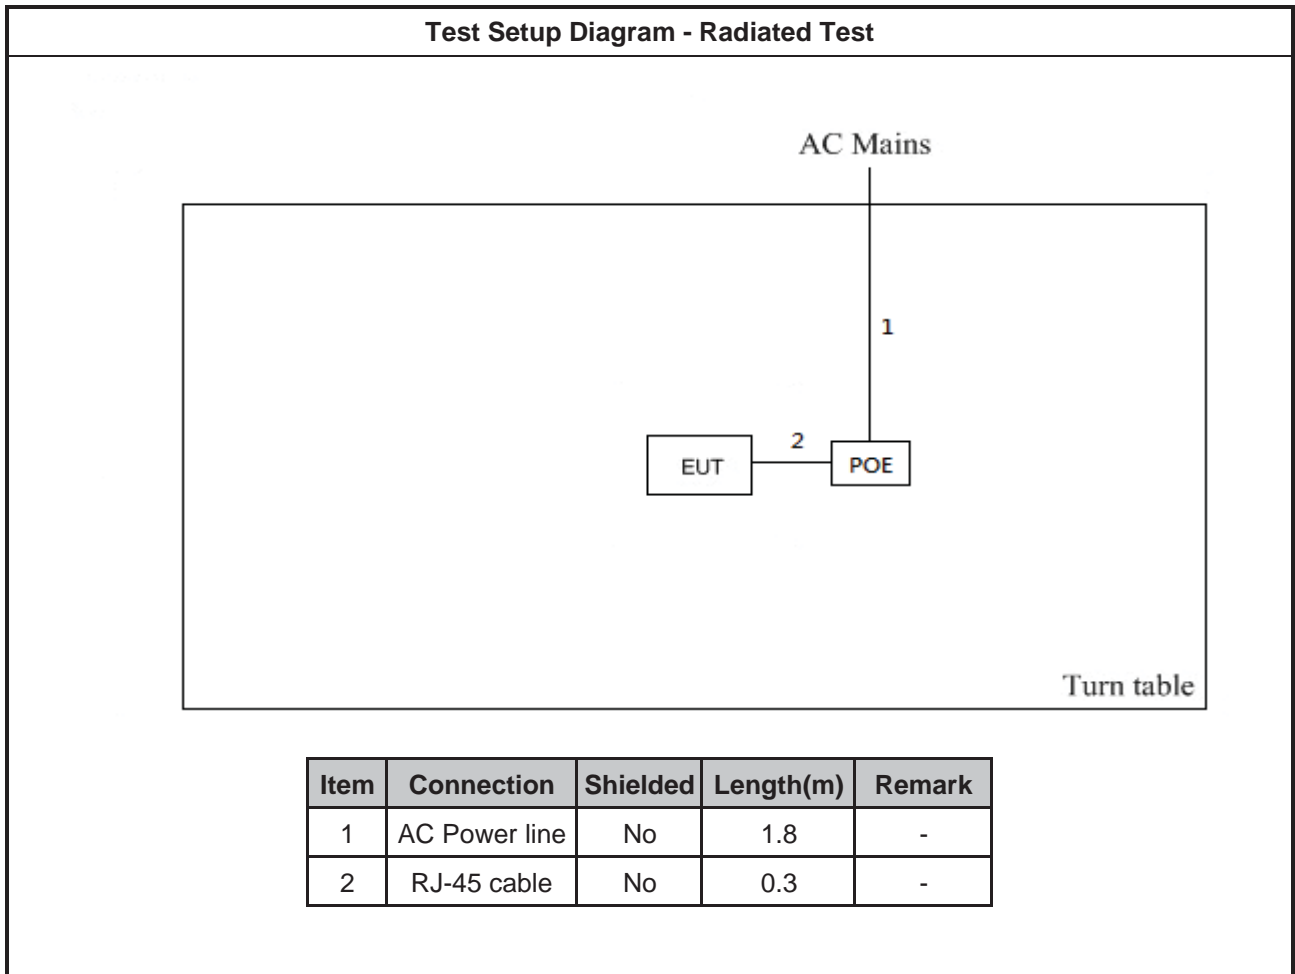 Test Setup Diagram - Radiated Test
AC Mains
1
2
EUT
POE
Turn table
Item Connection Shielded Length(m) Remark
1 AC Power line No 1.8 -
2 RJ-45 cable No 0.3 -